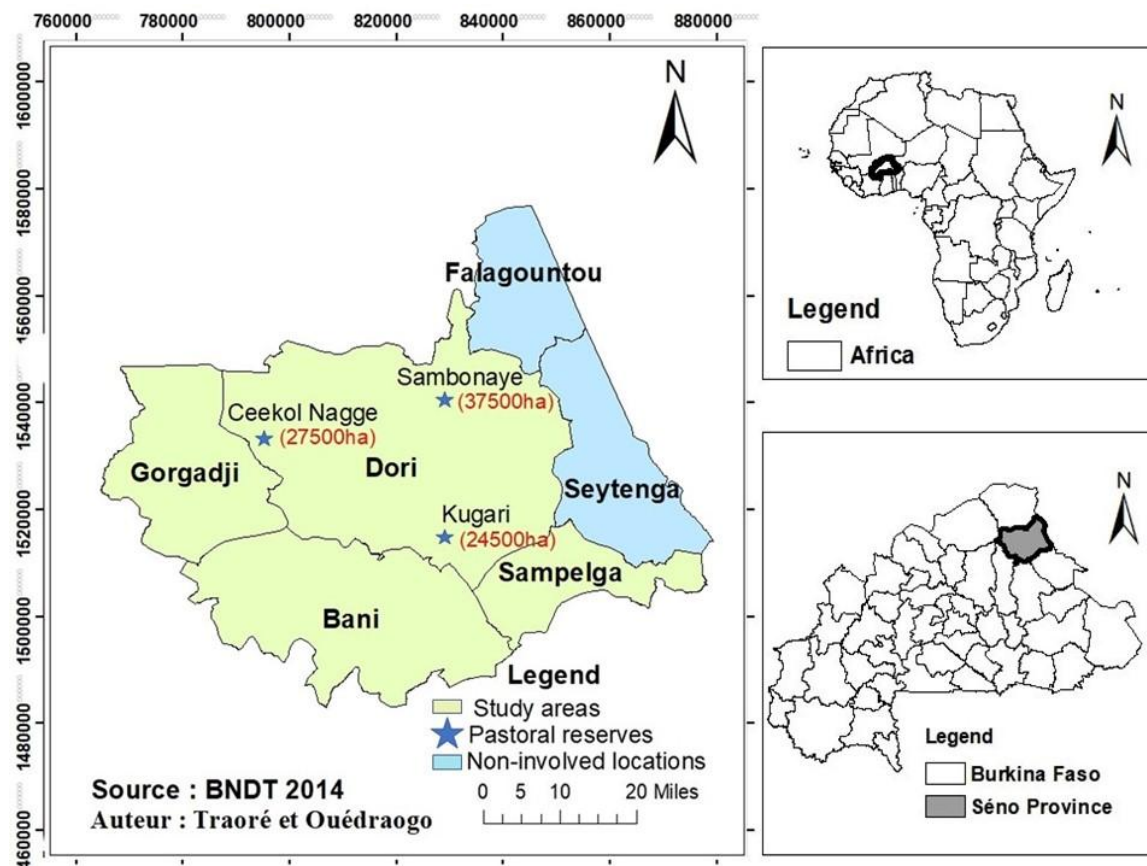 760000 780000 800000 820000 840000 860000 880000
1600000
1580000
1560000
1540000
1520000
1500000
1480000
460000
N
Falagountou
Sambonaye
(37500ha)
Ceekol Nagge
(27500ha)
Gorgadji
Dori
Seytenga
Kugari
(24500ha)
Sampelga
Bani
Legend
Study areas
Pastoral reserves
Non-involved locations
0 5 10 20 Miles
Source : BNDT 2014
Auteur : Traoré et Ouédraogo
N
Legend
Africa
N
Legend
Burkina Faso
Séno Province